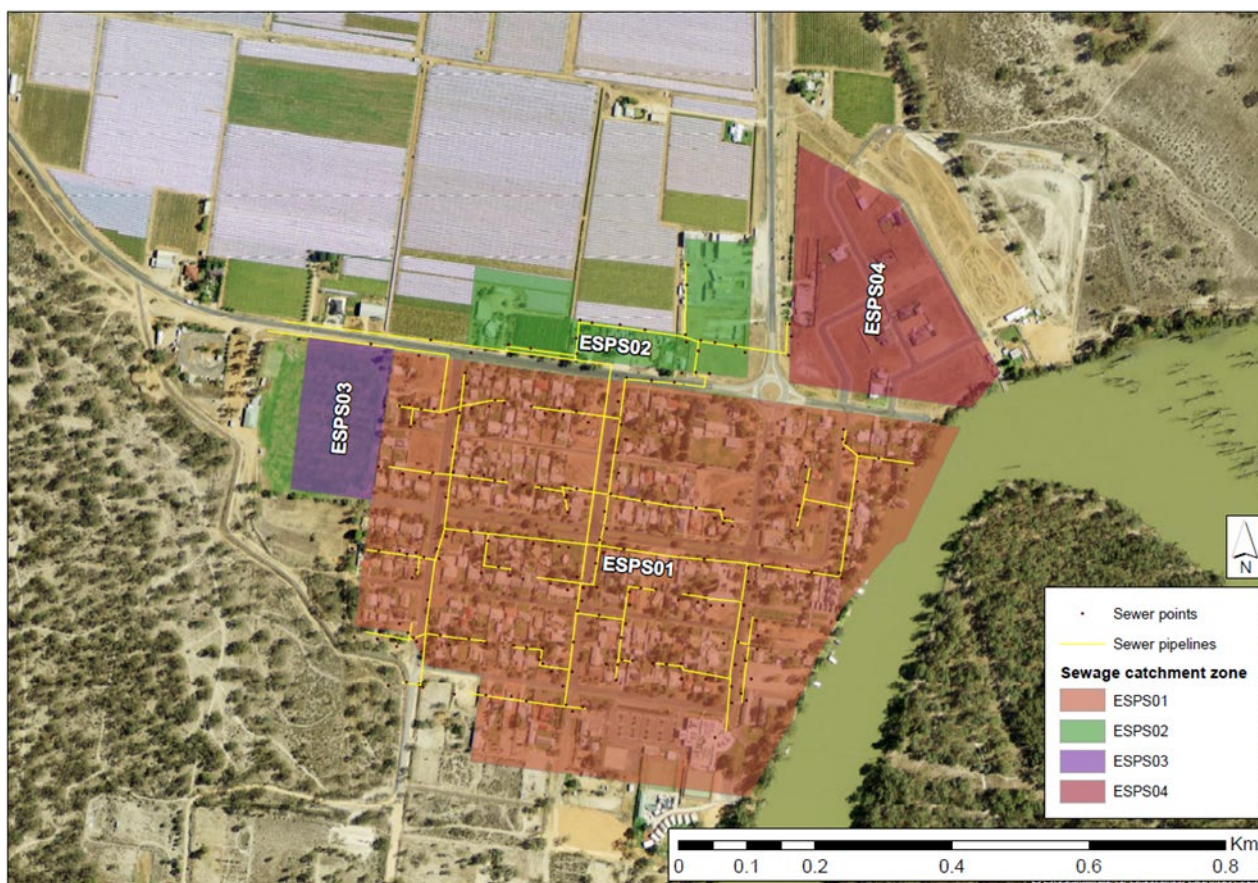 ESPS04
ESPS02
ESPS03
ESPS01
N
Sewer points
Sewer pipelines
Sewage catchment zone
ESPS01
ESPS02
ESPS03
ESPS04
Km
0 0.1 0.2 0.4 0.6 0.8